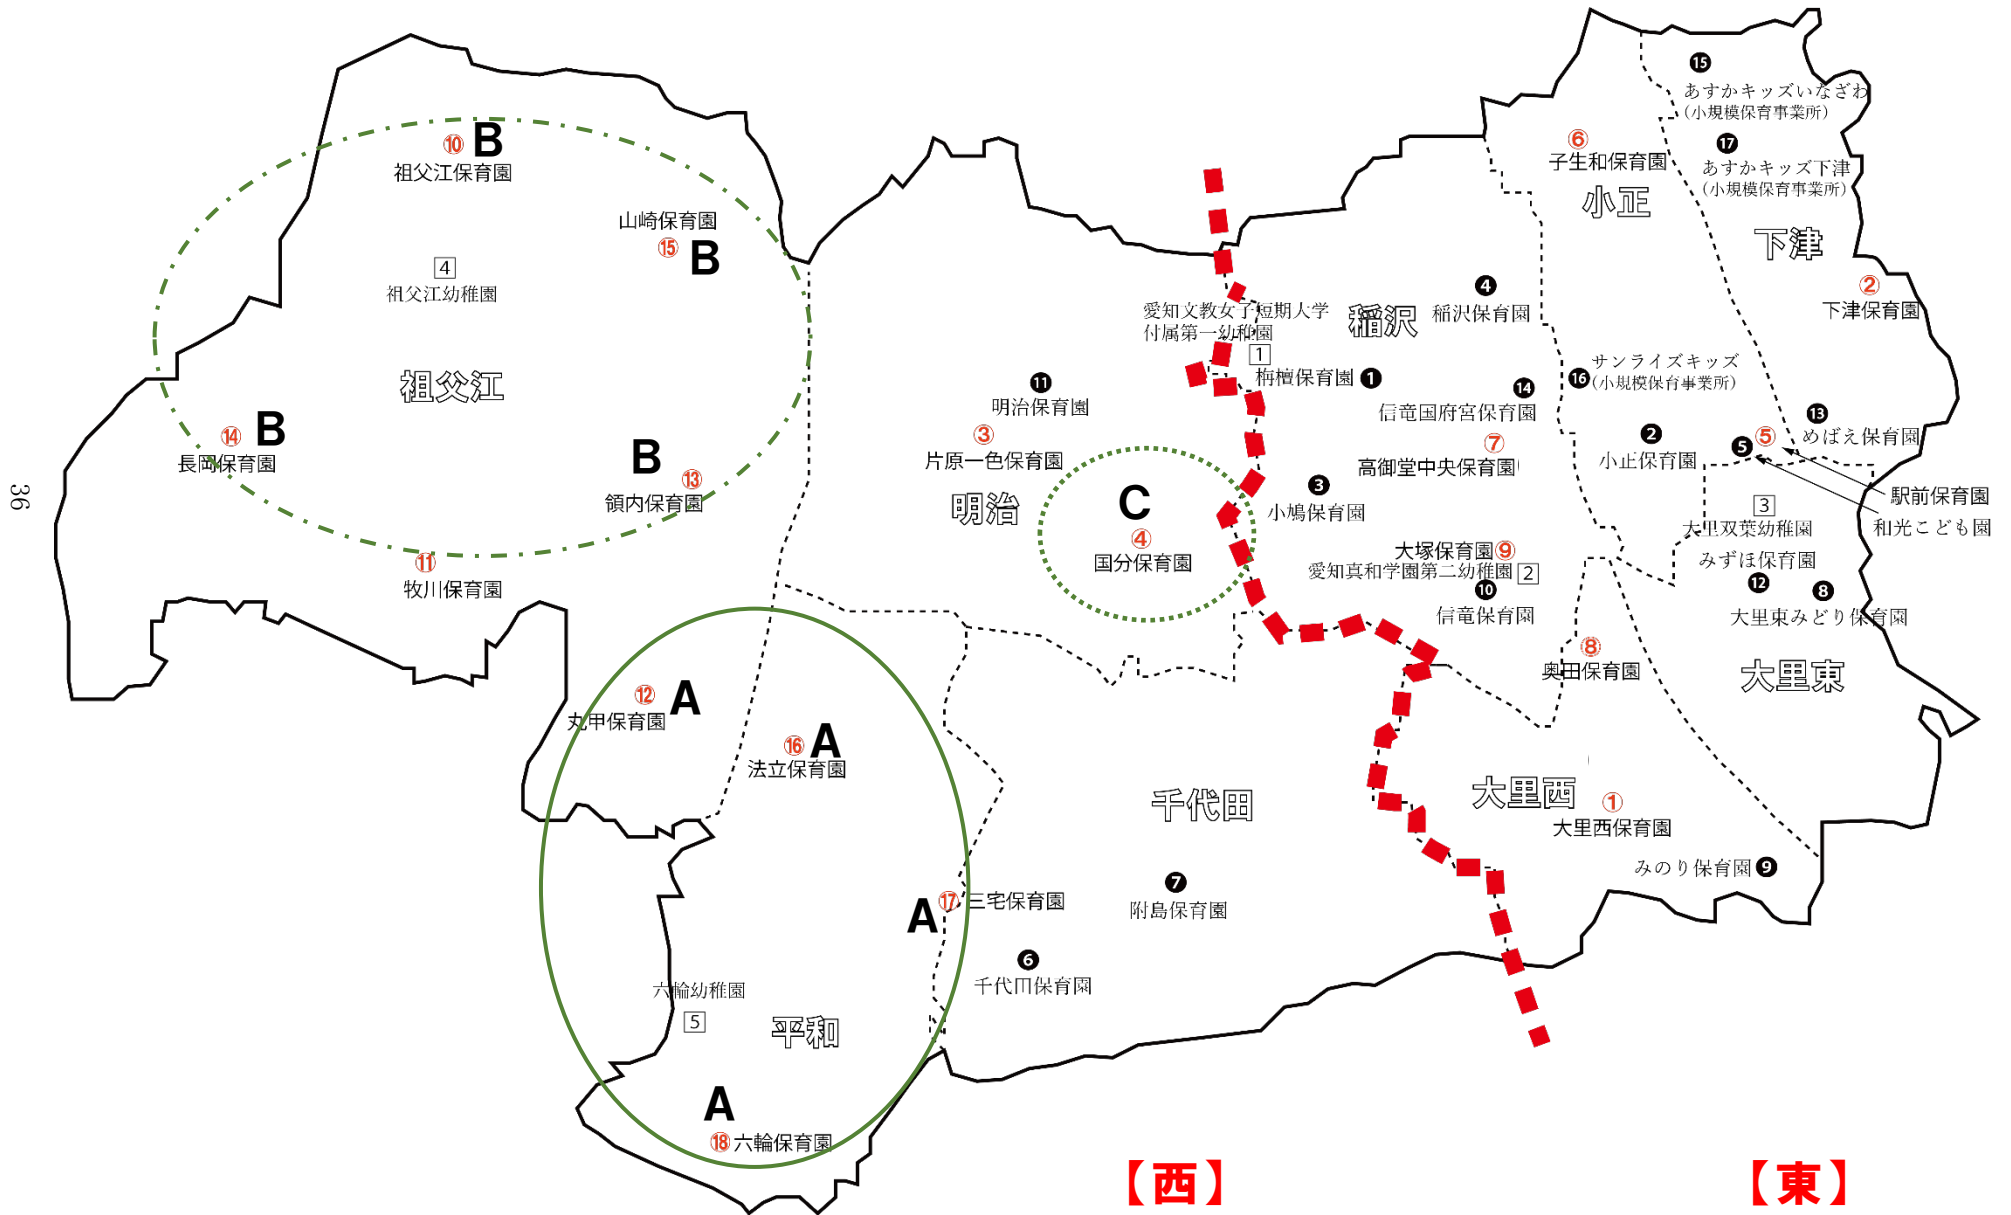 ⑩ B
祖父江保育園
山崎保育園
⑮ B
4
祖父江幼稚園
祖父江
⑭ B
長岡保育園
B
⑬
領内保育園
⑪
牧川保育園
36
⑫ A
丸甲保育園
⑯ A
法立保育園
A ⑰ 三宅保育園
六輪幼稚園
5
平和
A
⑱ 六輪保育園
⓫
明治保育園
③
片原一色保育園
明治
C
④
国分保育園
千代田
❼
附島保育園
❻
千代田保育園
愛知文教女子短期大学
付属第一幼稚園
1
稲沢
❹
稲沢保育園
栴檀保育園 ❶
⓮
信竜国府宮保育園
⑦
高御堂中央保育園
❸
小鳩保育園
大塚保育園 ⑨
愛知真和学園第二幼稚園 2
❿
信竜保育園
⑧
奥田保育園
大里西
①
大里西保育園
みのり保育園 ❾
⓯
あすかキッズいなざわ
(小規模保育事業所)
⑥
子生和保育園
小正
⓱
あすかキッズ下津
(小規模保育事業所)
下津
②
下津保育園
⓰ サンライズキッズ
(小規模保育事業所)
❷
小正保育園
⓭
めばえ保育園
❺ ⑤
駅前保育園
和光こども園
3
大里双葉幼稚園
みずほ保育園
⓬
❽
大里東みどり保育園
大里東
【西】
【東】